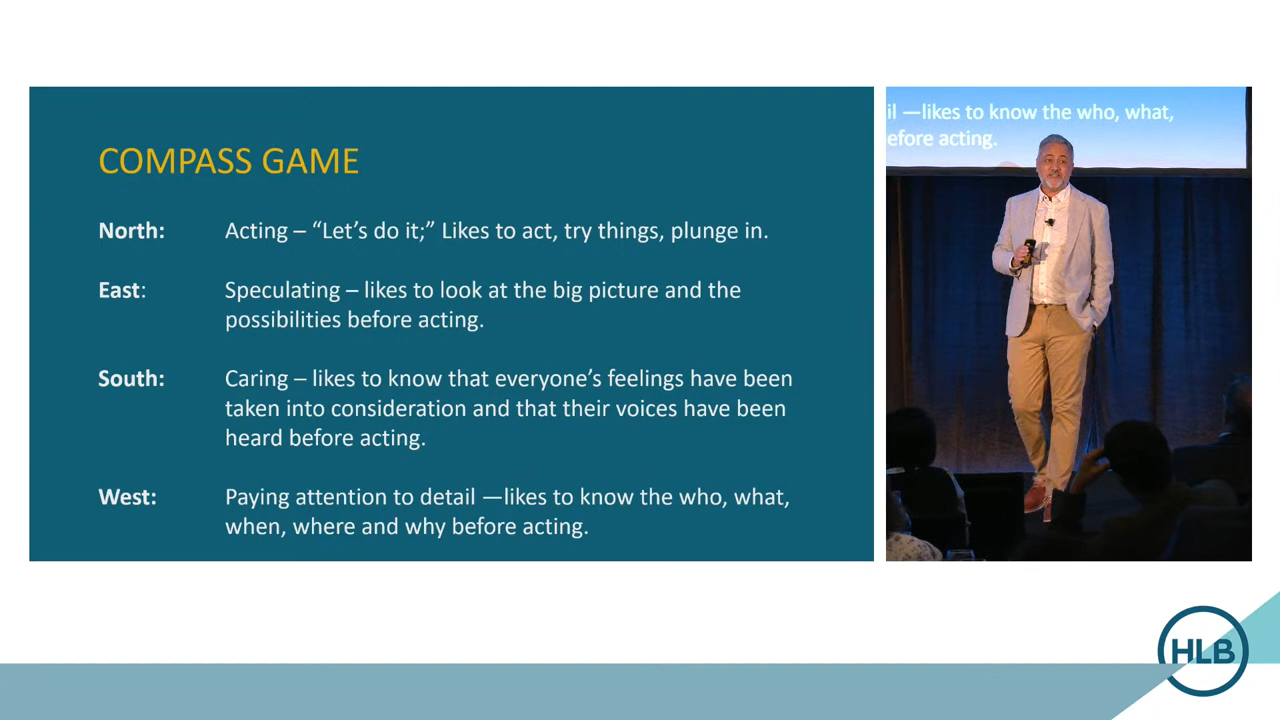 COMPASS GAME
North: Acting – “Let’s do it;” Likes to act, try things, plunge in.
East: Speculating – likes to look at the big picture and the
possibilities before acting.
South: Caring – likes to know that everyone’s feelings have been
taken into consideration and that their voices have been
heard before acting.
West: Paying attention to detail —likes to know the who, what,
when, where and why before acting.
il —likes to know the who, what,
efore acting.
HLB